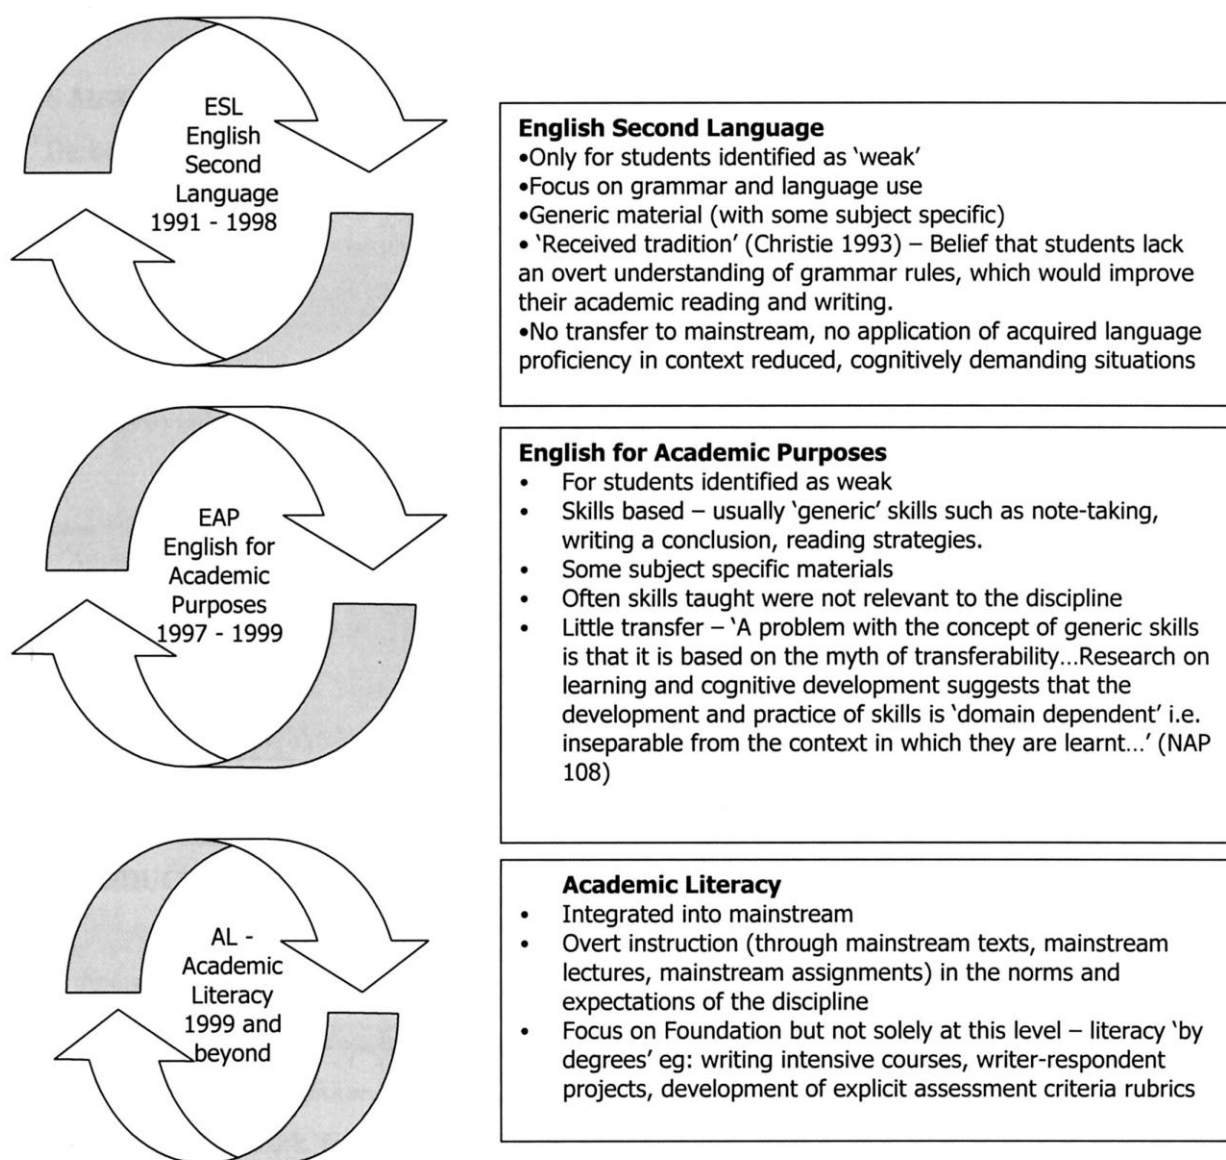 ESL
English
Second
Language
1991 - 1998
English Second Language
•Only for students identified as ‘weak’
•Focus on grammar and language use
•Generic material (with some subject specific)
• ‘Received tradition’ (Christie 1993) – Belief that students lack
an overt understanding of grammar rules, which would improve
their academic reading and writing.
•No transfer to mainstream, no application of acquired language
proficiency in context reduced, cognitively demanding situations
EAP
English for
Academic
Purposes
1997 - 1999
English for Academic Purposes
• For students identified as weak
• Skills based – usually ‘generic’ skills such as note-taking,
writing a conclusion, reading strategies.
• Some subject specific materials
• Often skills taught were not relevant to the discipline
• Little transfer – ‘A problem with the concept of generic skills
is that it is based on the myth of transferability…Research on
learning and cognitive development suggests that the
development and practice of skills is ‘domain dependent’ i.e.
inseparable from the context in which they are learnt…’ (NAP
108)
AL -
Academic
Literacy
1999 and
beyond
Academic Literacy
• Integrated into mainstream
• Overt instruction (through mainstream texts, mainstream
lectures, mainstream assignments) in the norms and
expectations of the discipline
• Focus on Foundation but not solely at this level – literacy ‘by
degrees’ eg: writing intensive courses, writer-respondent
projects, development of explicit assessment criteria rubrics